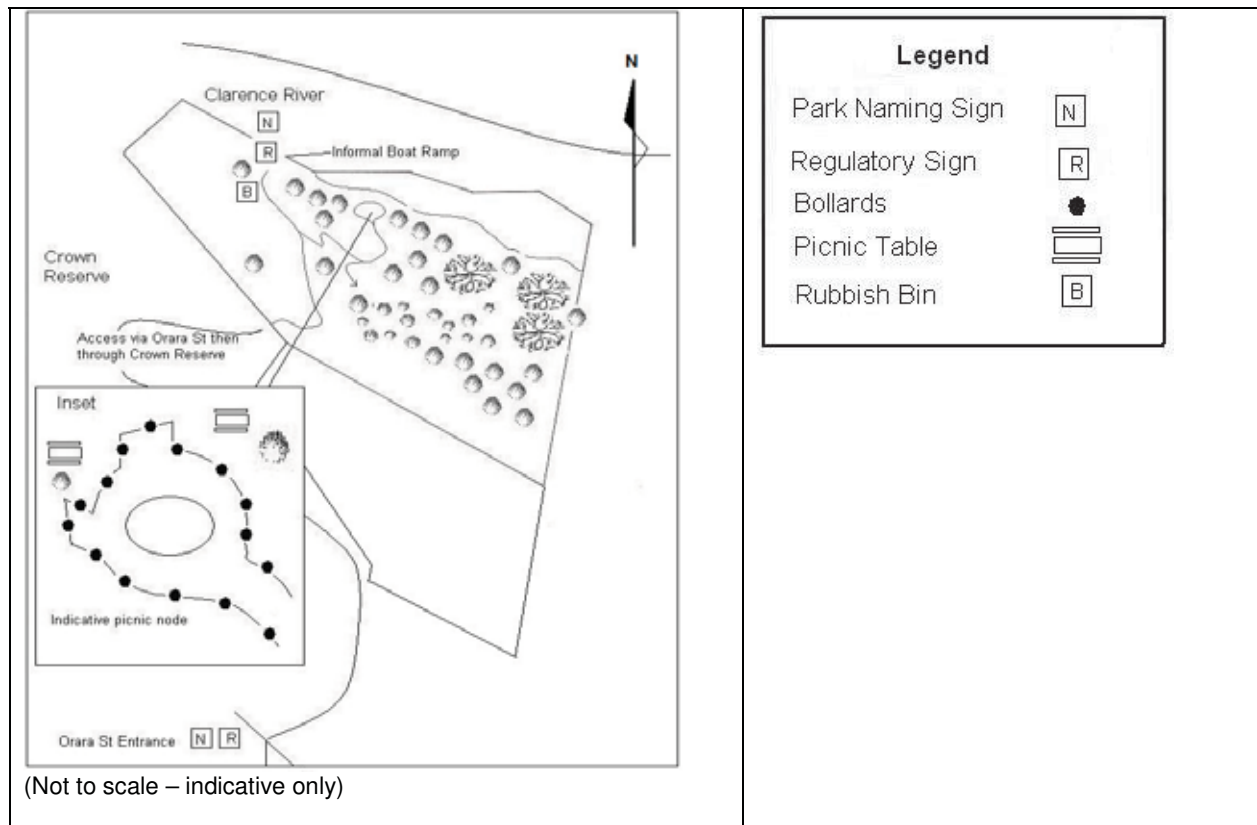 N
Clarence River
N
R
Informal Boat Ramp
B
Crown
Reserve
Access via Orara St then
through Crown Reserve
Inset
Indicative picnic node
Orara St Entrance N R
(Not to scale – indicative only)
Legend
Park Naming Sign N
Regulatory Sign R
Bollards
Picnic Table
Rubbish Bin B